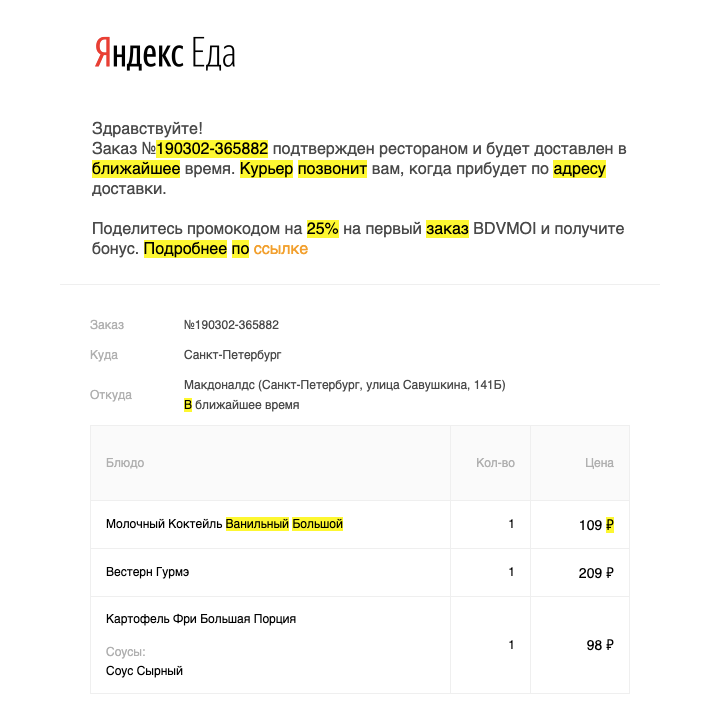 Яндекс Еда
Здравствуйте!
Заказ №190302-365882 подтвержден рестораном и будет доставлен в
ближайшее время. Курьер позвонит вам, когда прибудет по адресу
доставки.
Поделитесь промокодом на 25% на первый заказ BDVMOI и получите
бонус. Подробнее по ссылке
Заказ №190302-365882
Куда Санкт-Петербург
Откуда Макдоналдс (Санкт-Петербург, улица Савушкина, 141Б)
В ближайшее время
Блюдо Кол-во Цена
Молочный Коктейль Ванильный Большой 1 109 ₽
Вестерн Гурмэ 1 209 ₽
Картофель Фри Большая Порция 1 98 ₽
Соусы:
Соус Сырный